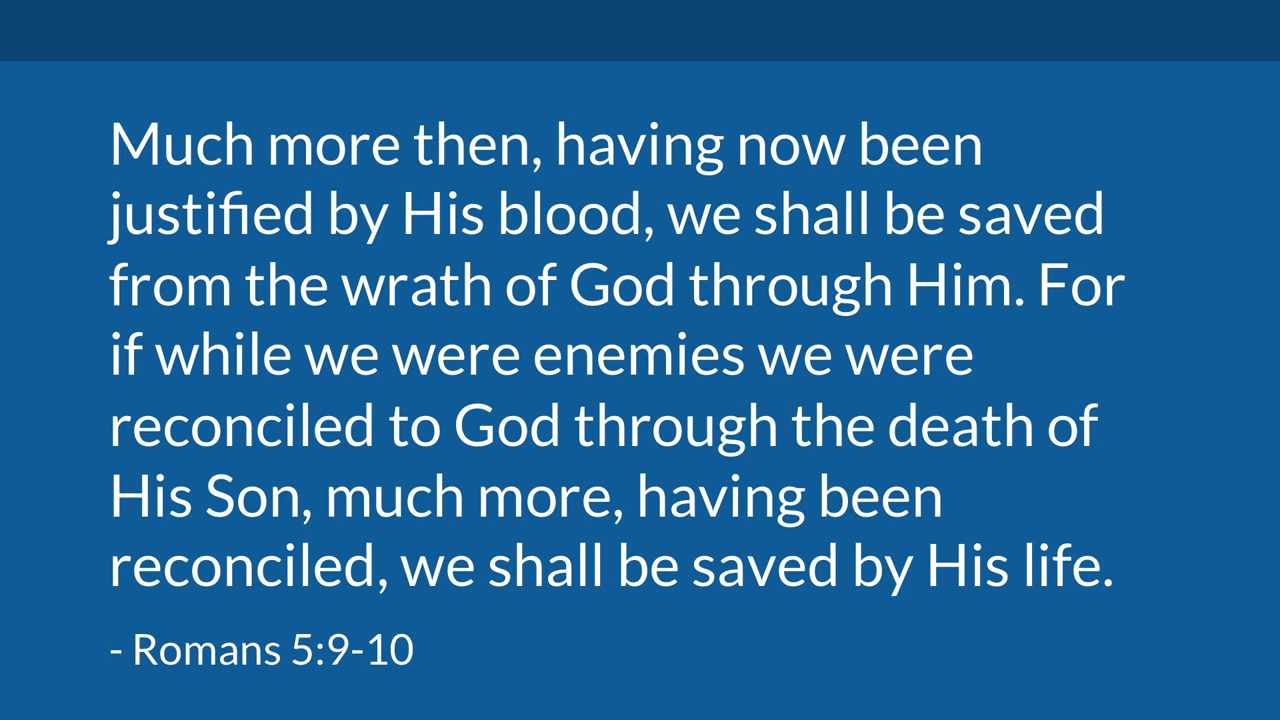 Much more then, having now been
justified by His blood, we shall be saved
from the wrath of God through Him. For
if while we were enemies we were
reconciled to God through the death of
His Son, much more, having been
reconciled, we shall be saved by His life.
- Romans 5:9-10